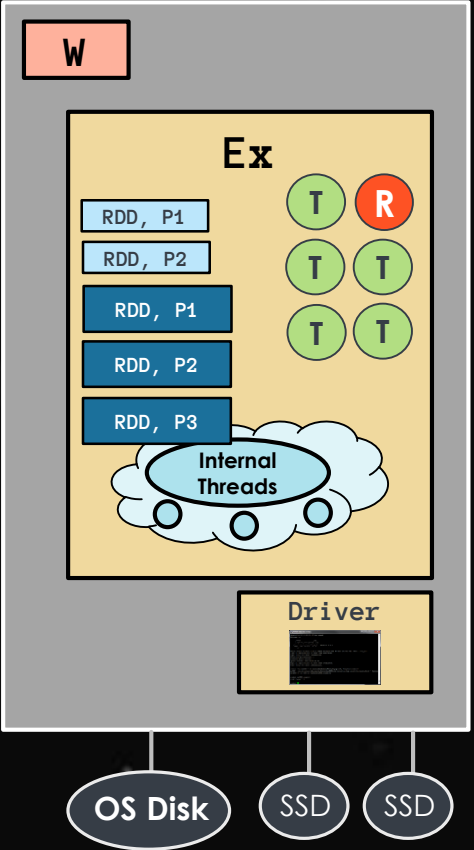 W
Ex
T R
RDD, P1
RDD, P2
T T
RDD, P1
T T
RDD, P2
RDD, P3
Internal
Threads
Driver
OS Disk
SSD
SSD